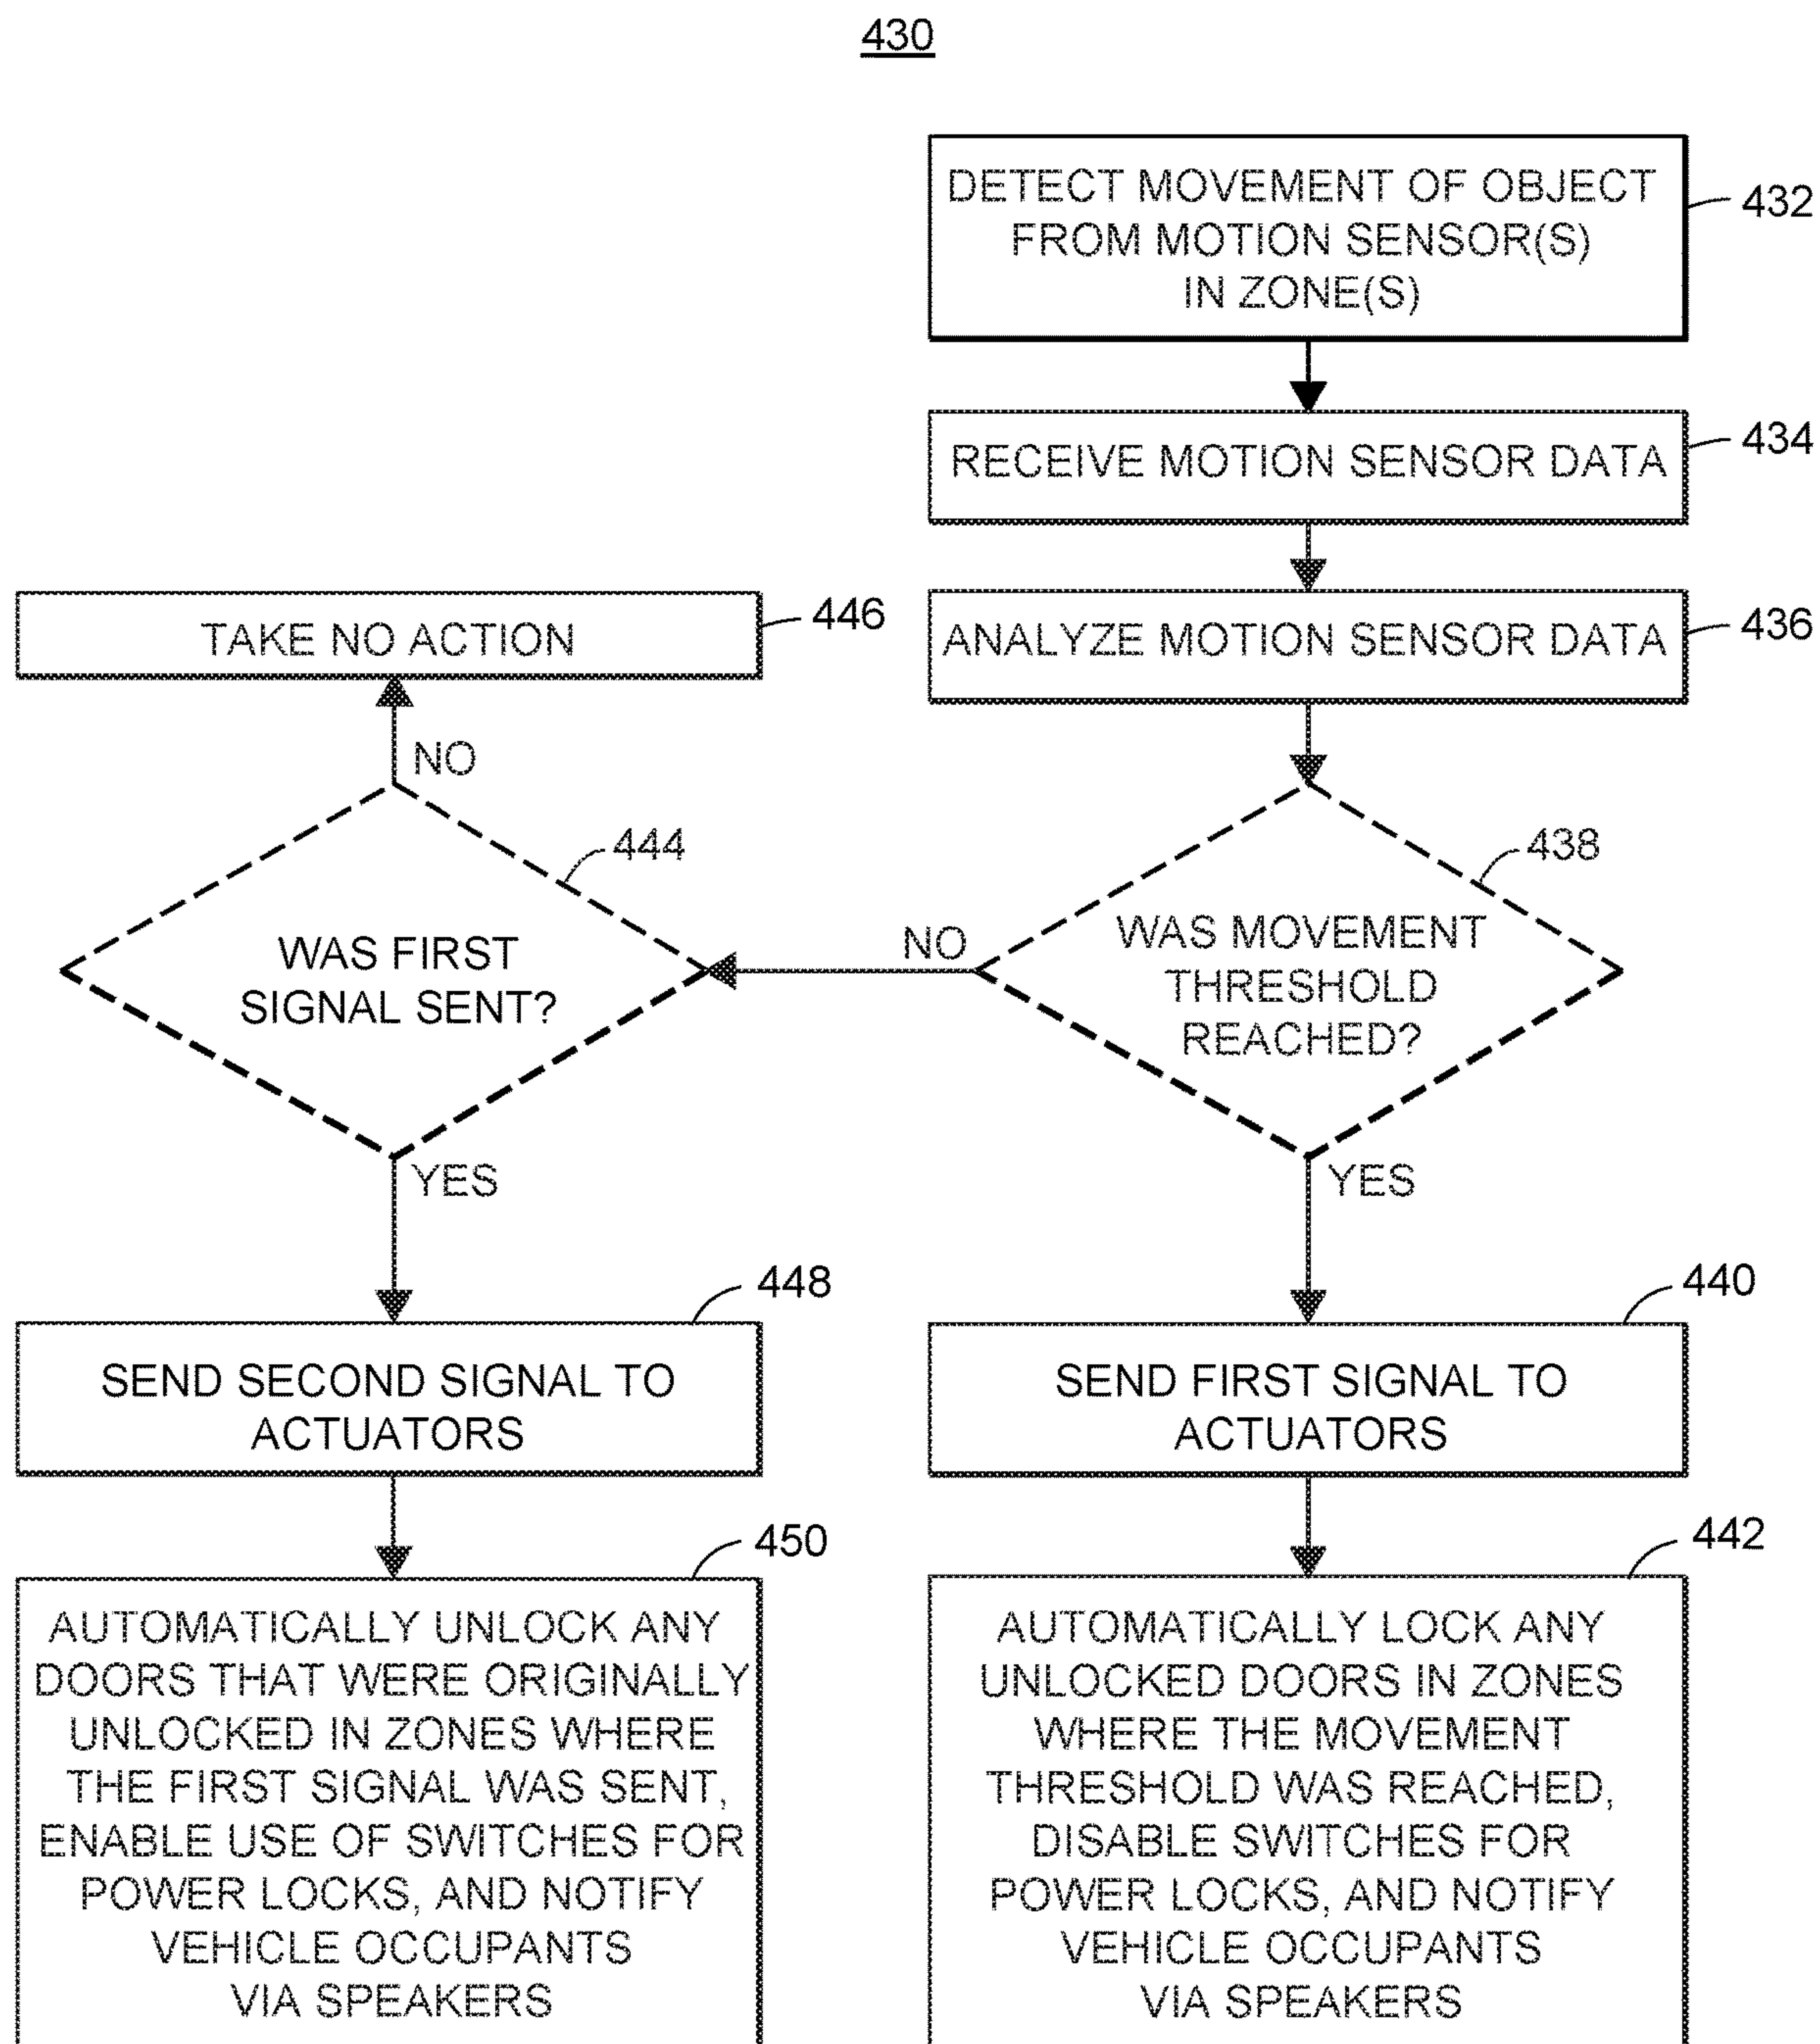 430
DETECT MOVEMENT OF OBJECT
FROM MOTION SENSOR(S)
IN ZONE(S)
432
RECEIVE MOTION SENSOR DATA
434
ANALYZE MOTION SENSOR DATA
436
TAKE NO ACTION
446
NO
444
WAS FIRST
SIGNAL SENT?
YES
NO
438
WAS MOVEMENT
THRESHOLD
REACHED?
YES
448
SEND SECOND SIGNAL TO
ACTUATORS
440
SEND FIRST SIGNAL TO
ACTUATORS
450
AUTOMATICALLY UNLOCK ANY
DOORS THAT WERE ORIGINALLY
UNLOCKED IN ZONES WHERE
THE FIRST SIGNAL WAS SENT,
ENABLE USE OF SWITCHES FOR
POWER LOCKS, AND NOTIFY
VEHICLE OCCUPANTS
VIA SPEAKERS
442
AUTOMATICALLY LOCK ANY
UNLOCKED DOORS IN ZONES
WHERE THE MOVEMENT
THRESHOLD WAS REACHED,
DISABLE SWITCHES FOR
POWER LOCKS, AND NOTIFY
VEHICLE OCCUPANTS
VIA SPEAKERS